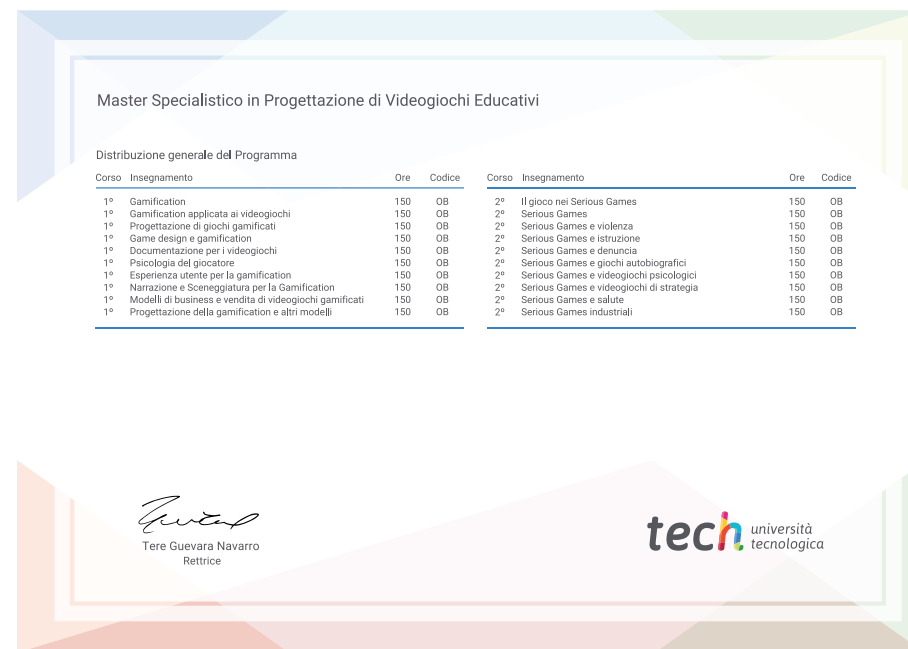 Master Specialistico in Progettazione di Videogiochi Educativi
Distribuzione generale del Programma
Corso Insegnamento Ore Codice
1º Gamification 150 OB
1º Gamification applicata ai videogiochi 150 OB
1º Progettazione di giochi gamificati 150 OB
1º Game design e gamification 150 OB
1º Documentazione per i videogiochi 150 OB
1º Psicologia del giocatore 150 OB
1º Esperienza utente per la gamification 150 OB
1º Narrazione e Sceneggiatura per la Gamification 150 OB
1º Modelli di business e vendita di videogiochi gamificati 150 OB
1º Progettazione della gamification e altri modelli 150 OB
Corso Insegnamento Ore Codice
2º Il gioco nei Serious Games 150 OB
2º Serious Games 150 OB
2º Serious Games e violenza 150 OB
2º Serious Games e istruzione 150 OB
2º Serious Games e denuncia 150 OB
2º Serious Games e giochi autobiografici 150 OB
2º Serious Games e videogiochi psicologici 150 OB
2º Serious Games e videogiochi di strategia 150 OB
2º Serious Games e salute 150 OB
2º Serious Games industriali 150 OB
Tere Guevara Navarro
Rettrice
tech università
tecnologica